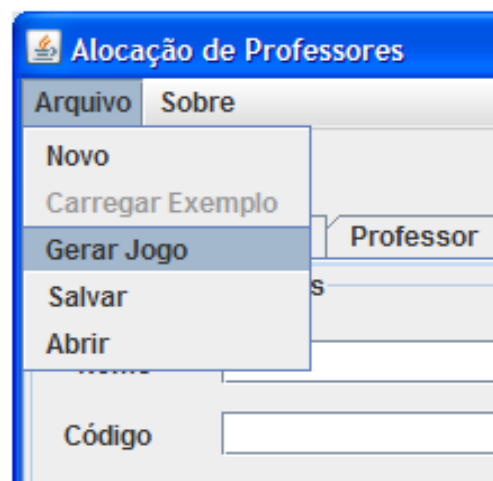 Alocação de Professores
Arquivo Sobre
Novo
Carregar Exemplo
Gerar Jogo
Professor
Salvar
Abrir
Código